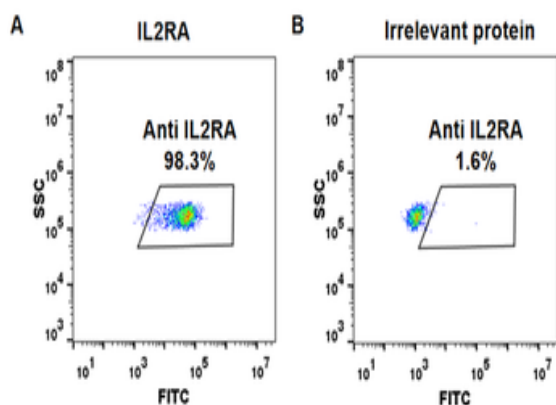 A
IL2RA
Anti IL2RA
98.3%
SSC
10^8
10^7
10^6
10^5
10^4
10^3
10^1 10^3 10^5 10^7
FITC
B
Irrelevant protein
Anti IL2RA
1.6%
SSC
10^8
10^7
10^6
10^5
10^4
10^3
10^1 10^3 10^5 10^7
FITC